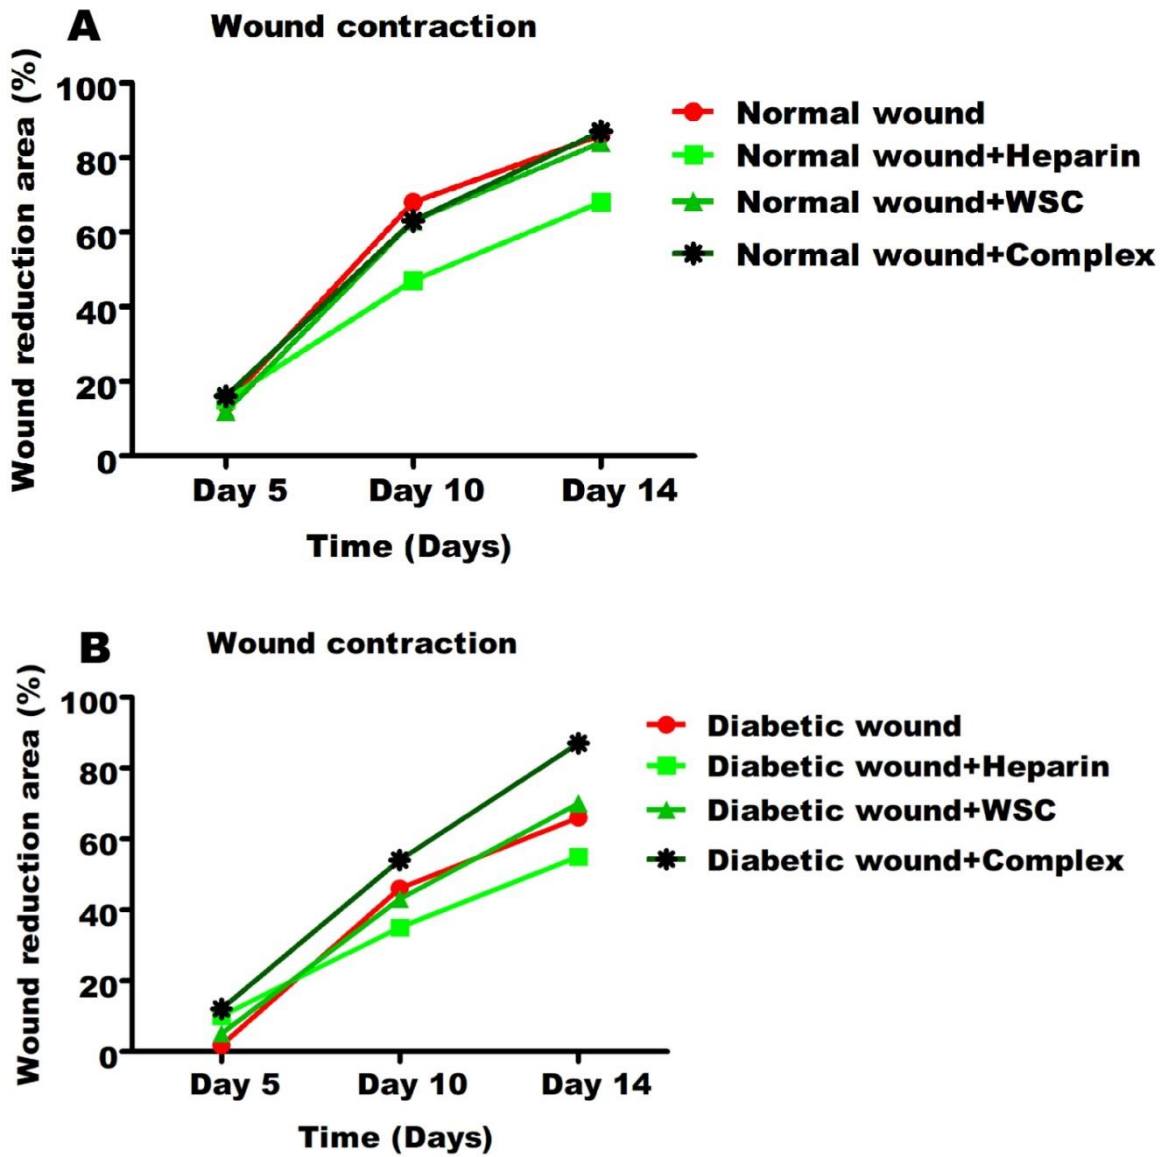 A
Wound contraction
Wound reduction area (%)
100
80
60
40
20
0
Day 5 Day 10 Day 14
Time (Days)
Normal wound
Normal wound+Heparin
Normal wound+WSC
Normal wound+Complex
B
Wound contraction
Wound reduction area (%)
100
80
60
40
20
0
Day 5 Day 10 Day 14
Time (Days)
Diabetic wound
Diabetic wound+Heparin
Diabetic wound+WSC
Diabetic wound+Complex